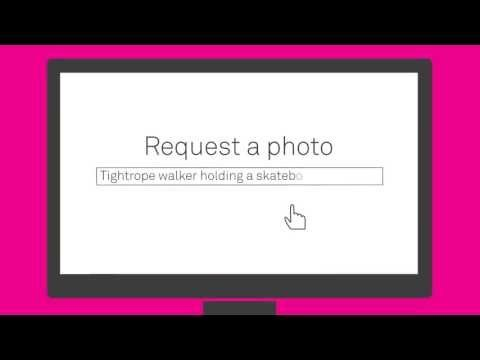 Request a photo
Tightrope walker holding a skatebo